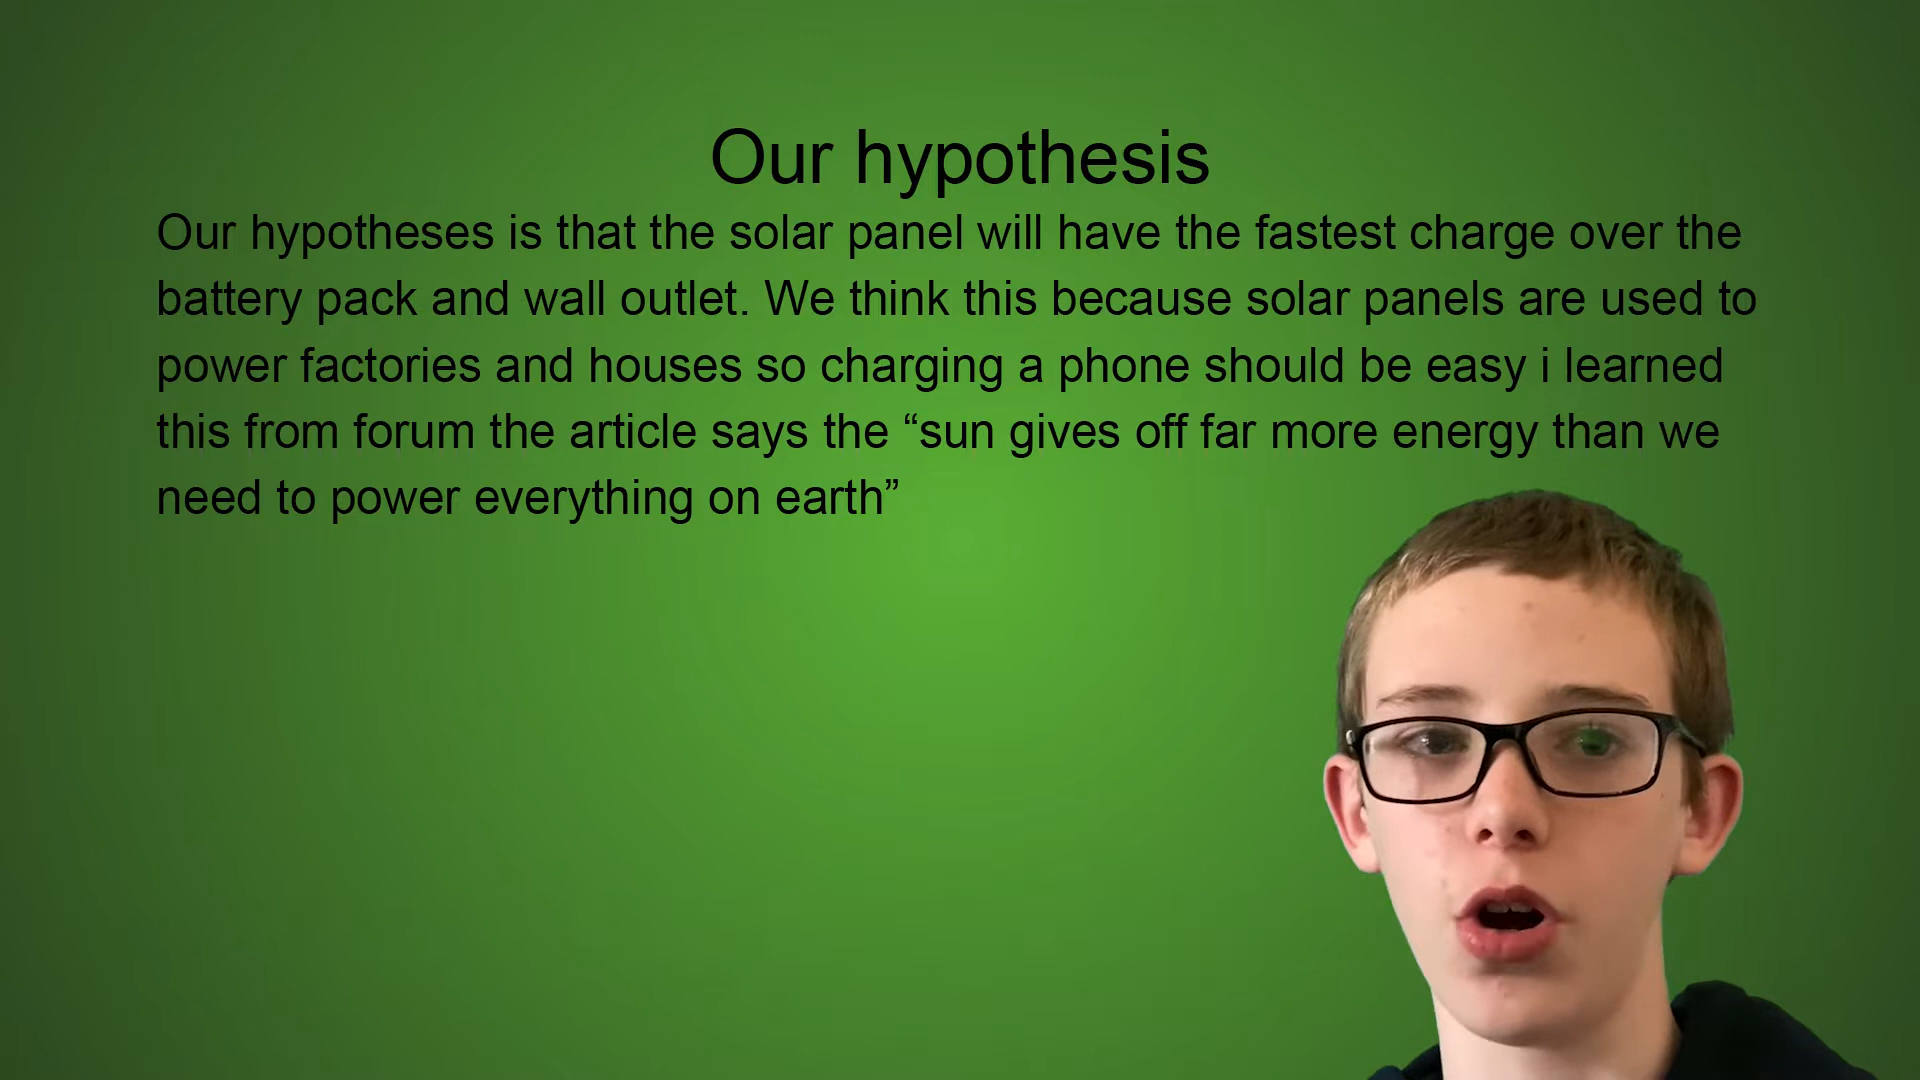 Our hypothesis
Our hypotheses is that the solar panel will have the fastest charge over the
battery pack and wall outlet. We think this because solar panels are used to
power factories and houses so charging a phone should be easy i learned
this from forum the article says the “sun gives off far more energy than we
need to power everything on earth”